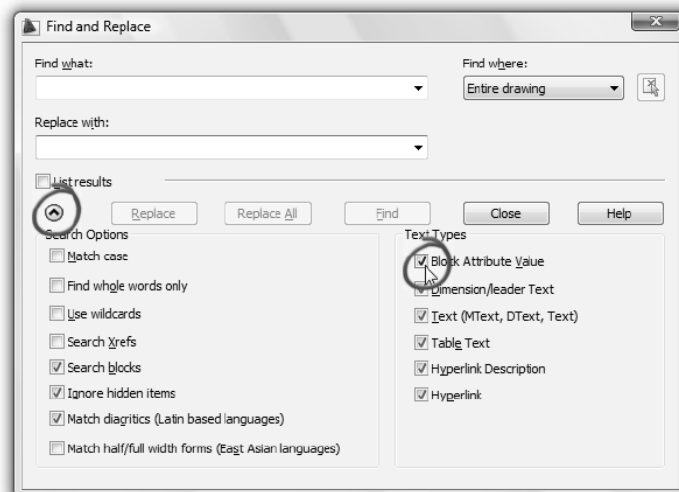 Find and Replace
Find what:
Find where:
Entire drawing
Replace with:
List results
Replace
Replace All
Find
Close
Help
Search Options
Text Types
Match case
Find whole words only
Use wildcards
Search Xrefs
Search blocks
Ignore hidden items
Match diacritics (Latin based languages)
Match half/full width forms (East Asian languages)
Block Attribute Value
Dimension/leader Text
Text (MText, DText, Text)
Table Text
Hyperlink Description
Hyperlink